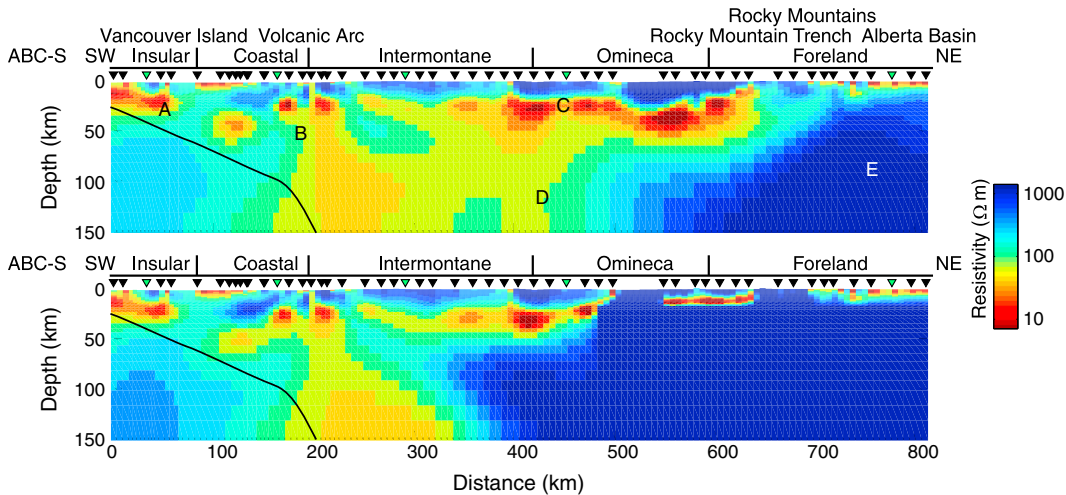 Rocky Mountains
Vancouver Island Volcanic Arc Rocky Mountain Trench Alberta Basin
ABC-S SW Insular Coastal Intermontane Omineca Foreland NE
0
50
100
150
Depth (km)
A
B
C
D
E
ABC-S SW Insular Coastal Intermontane Omineca Foreland NE
0
50
100
150
Depth (km)
0 100 200 300 400 500 600 700 800
Distance (km)
Resistivity (Ω m)
1000
100
10